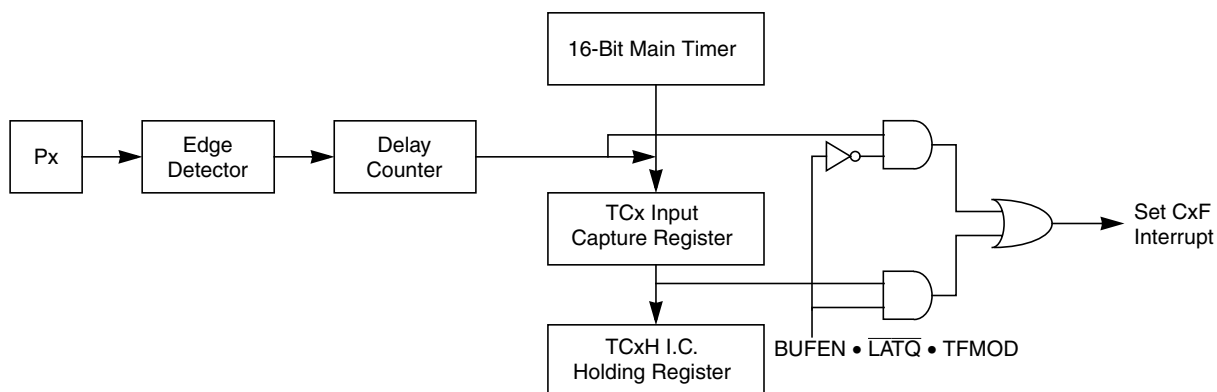 16-Bit Main Timer
Px
Edge
Detector
Delay
Counter
TCx Input
Capture Register
Set CxF
Interrupt
TCxH I.C.
Holding Register
BUFEN • L̅A̅T̅Q̅ • TFMOD